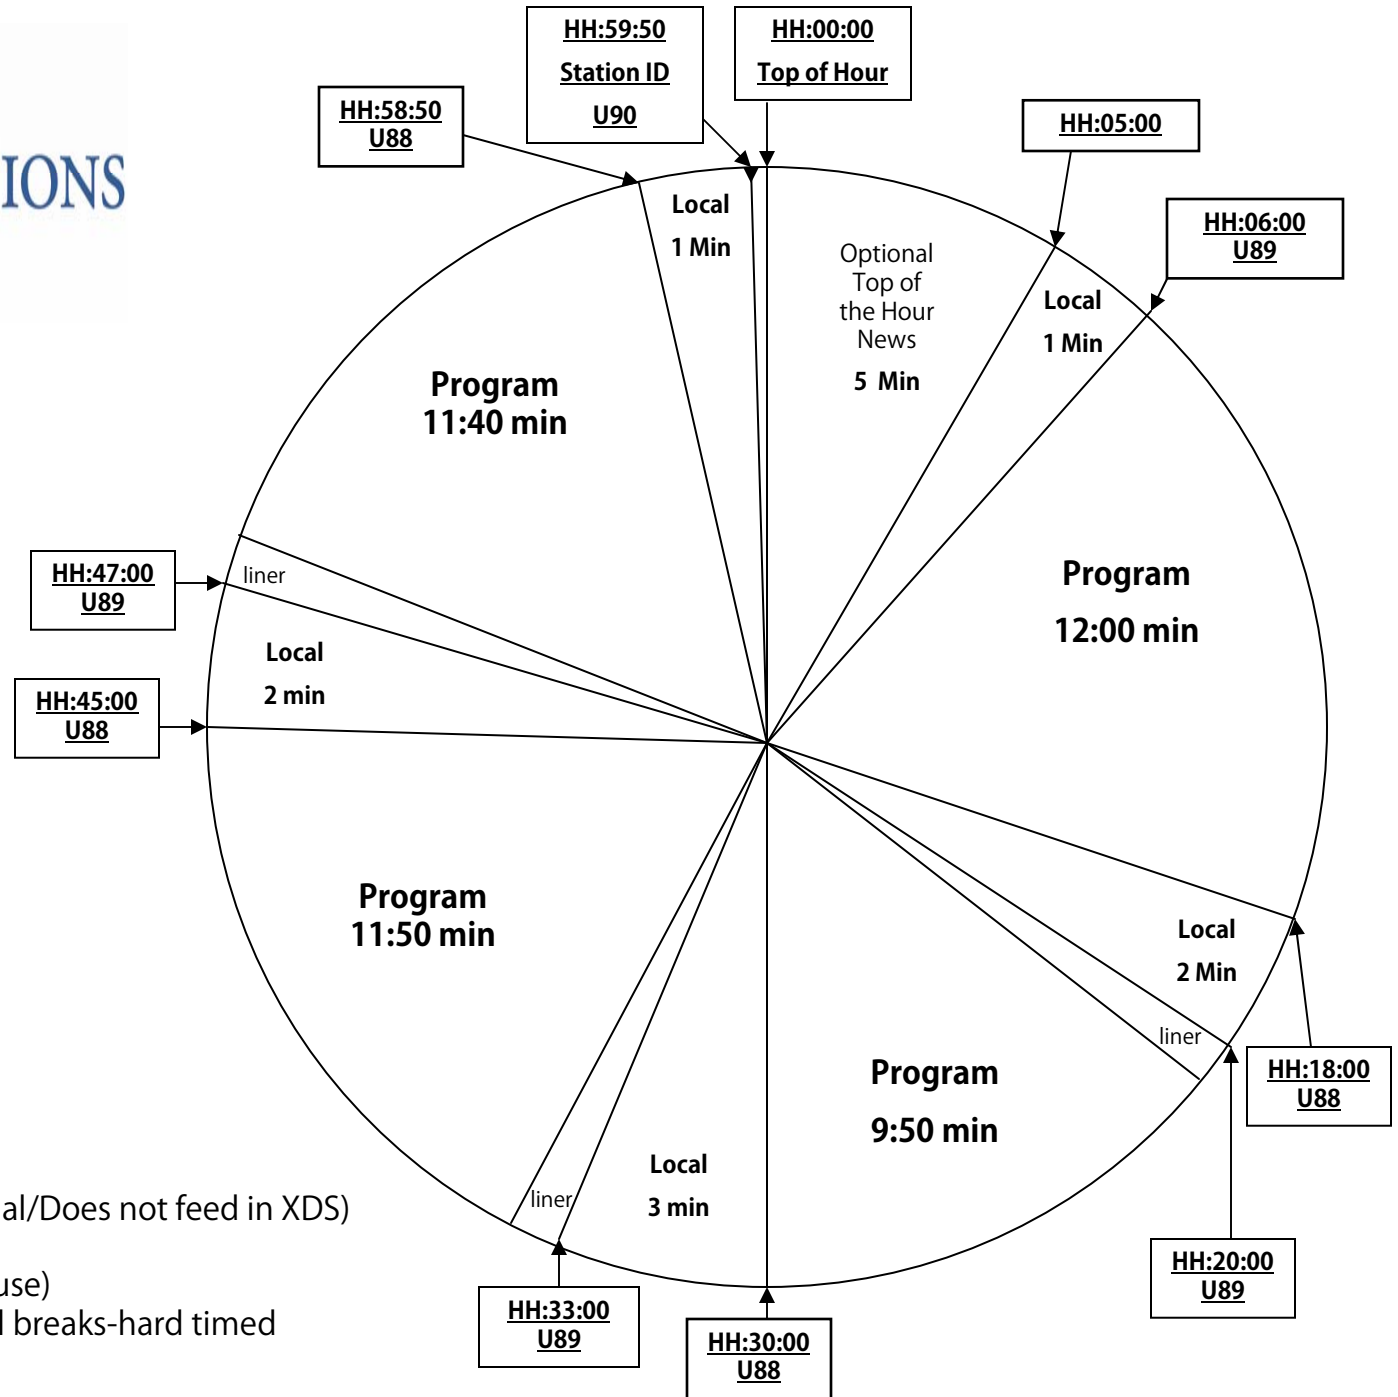 HH:59:50
Station ID
U90
HH:00:00
Top of Hour
HH:58:50
U88
HH:05:00
IONS
HH:06:00
U89
Local
1 Min
Optional
Top of
the Hour
News
5 Min
Local
1 Min
Program
11:40 min
HH:47:00
U89
liner
Program
12:00 min
Local
2 min
HH:45:00
U88
Program
11:50 min
Local
2 Min
liner
HH:18:00
U88
Program
9:50 min
Local
3 min
liner
HH:20:00
U89
HH:33:00
U89
HH:30:00
U88
al/Does not feed in XDS)
use)
l breaks-hard timed